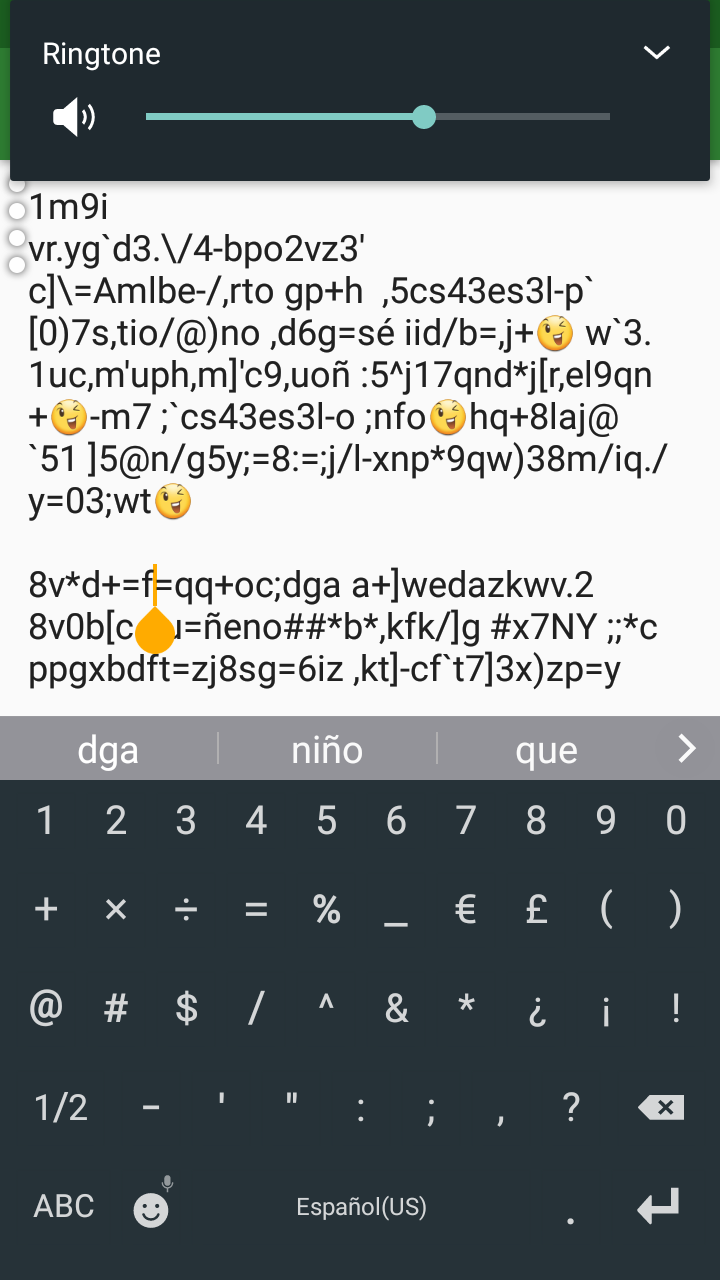 Ringtone
1m9i
vr.yg`d3.\/4-bpo2vz3'
c]\=Amlbe-/,rto gp+h  ,5cs43es3l-p`
[0)7s,tio/@)no ,d6g=sé iid/b=,j+😉 w`3.
1uc,m'uph,m]'c9,uoñ :5^j17qnd*j[r,el9qn
+😉-m7 ;`cs43es3l-o ;nfo😉hq+8laj@
`51 ]5@n/g5y;=8:=;j/l-xnp*9qw)38m/iq./
y=03;wt😉
8v*d+=f=qq+oc;dga a+]wedazkwv.2
8v0b[c u=ñeno##*b*,kfk/]g #x7NY ;;*c
ppgxbdft=zj8sg=6iz ,kt]-cf`t7]3x)zp=y
dga niño que
1 2 3 4 5 6 7 8 9 0
+ × ÷ = % _ € £ ( )
@ # $ / ^ & * ¿ ¡ !
1/2 - ' " : ; , ?
ABC Español(US) .